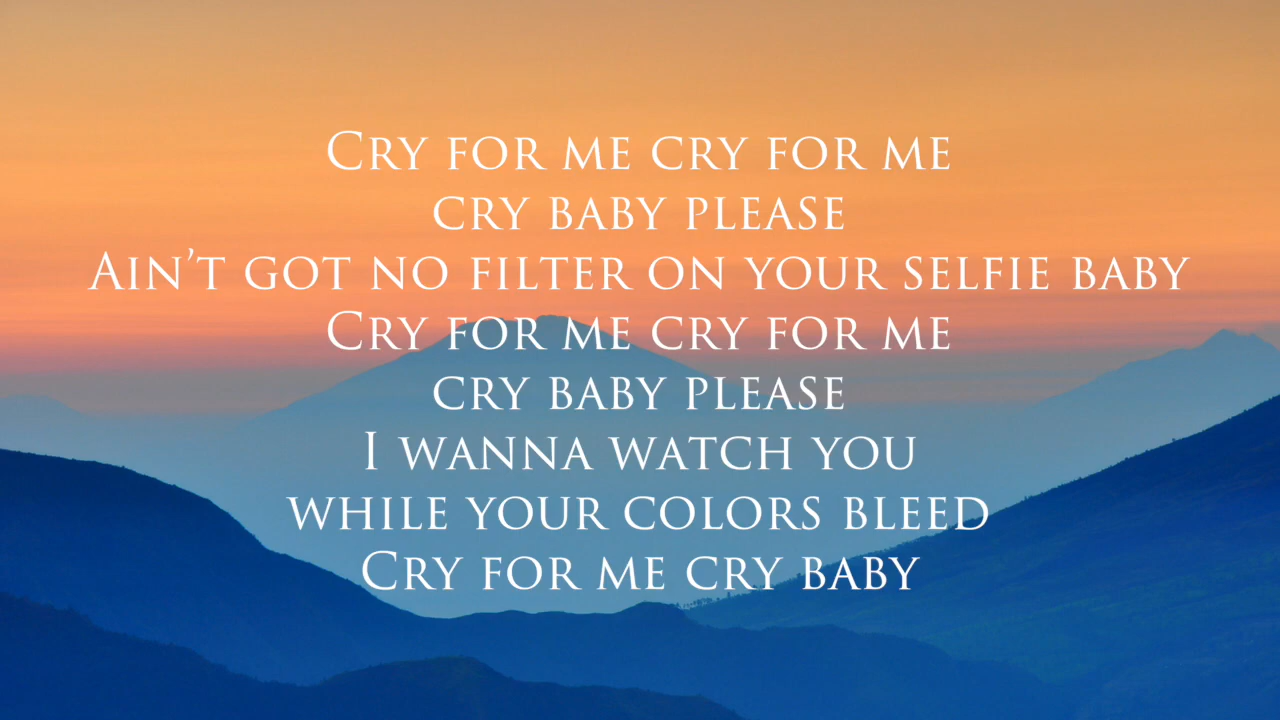 Cry for me cry for me
cry baby please
Ain't got no filter on your selfie baby
Cry for me cry for me
cry baby please
I wanna watch you
while your colors bleed
Cry for me cry baby